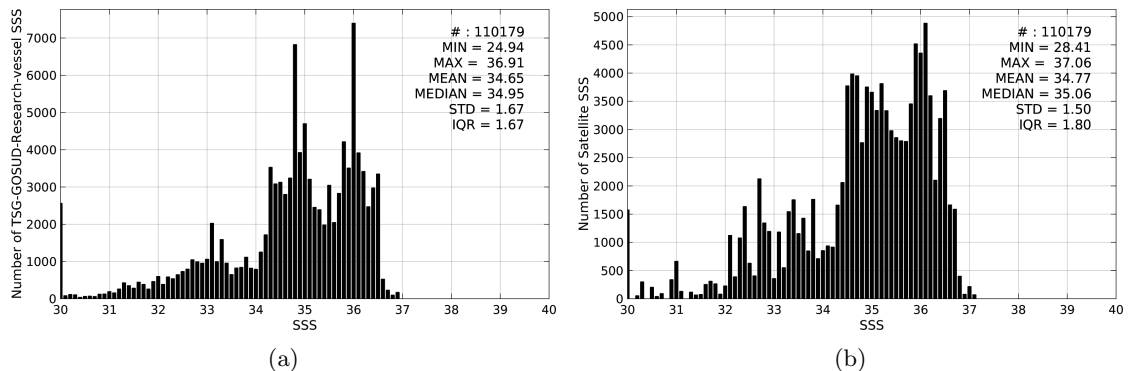 Number of TSG-GOSUD-Research-vessel SSS
7000
6000
5000
4000
3000
2000
1000
0
# : 110179
MIN = 24.94
MAX = 36.91
MEAN = 34.65
MEDIAN = 34.95
STD = 1.67
IQR = 1.67
30 31 32 33 34 35 36 37 38 39 40
SSS
(a)
Number of Satellite SSS
5000
4500
4000
3500
3000
2500
2000
1500
1000
500
0
# : 110179
MIN = 28.41
MAX = 37.06
MEAN = 34.77
MEDIAN = 35.06
STD = 1.50
IQR = 1.80
30 31 32 33 34 35 36 37 38 39 40
SSS
(b)